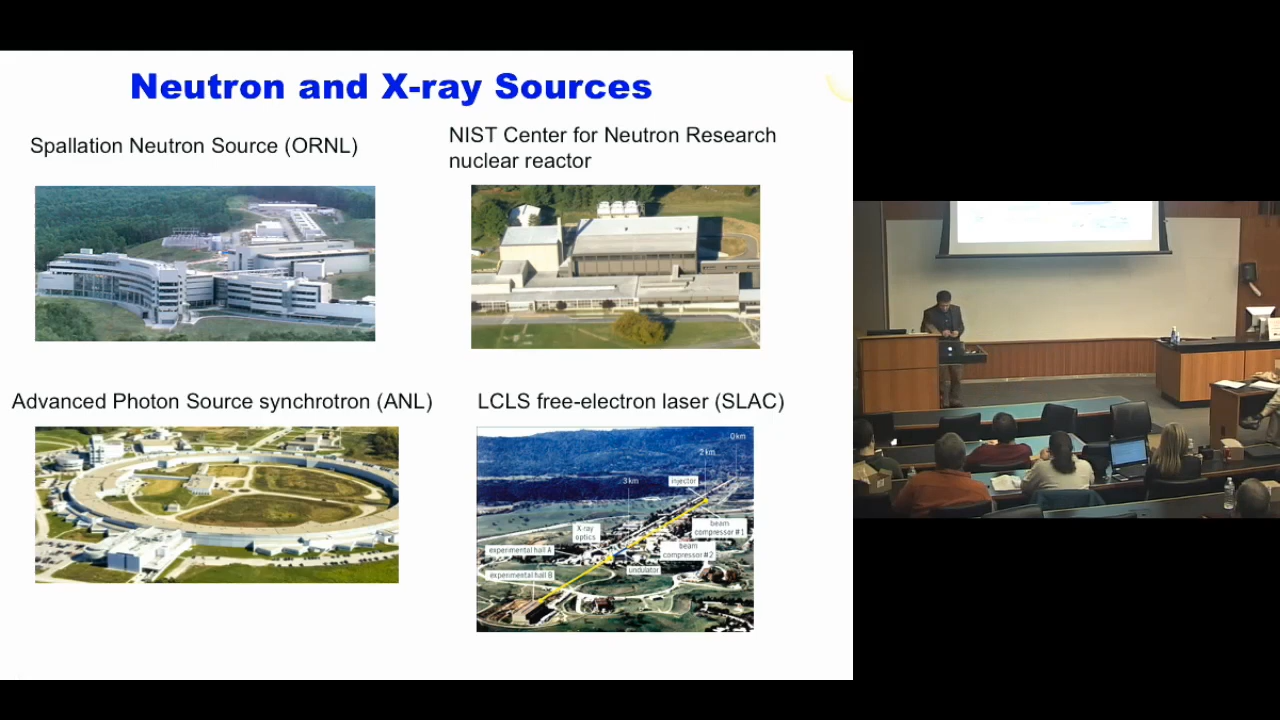 Neutron and X-ray Sources
Spallation Neutron Source (ORNL)
NIST Center for Neutron Research
nuclear reactor
Advanced Photon Source synchrotron (ANL)
LCLS free-electron laser (SLAC)
0 km
2 km
3 km
injector
X-ray
optics
beam
compressor #1
experimental hall A
beam
compressor #2
undulator
experimental hall B